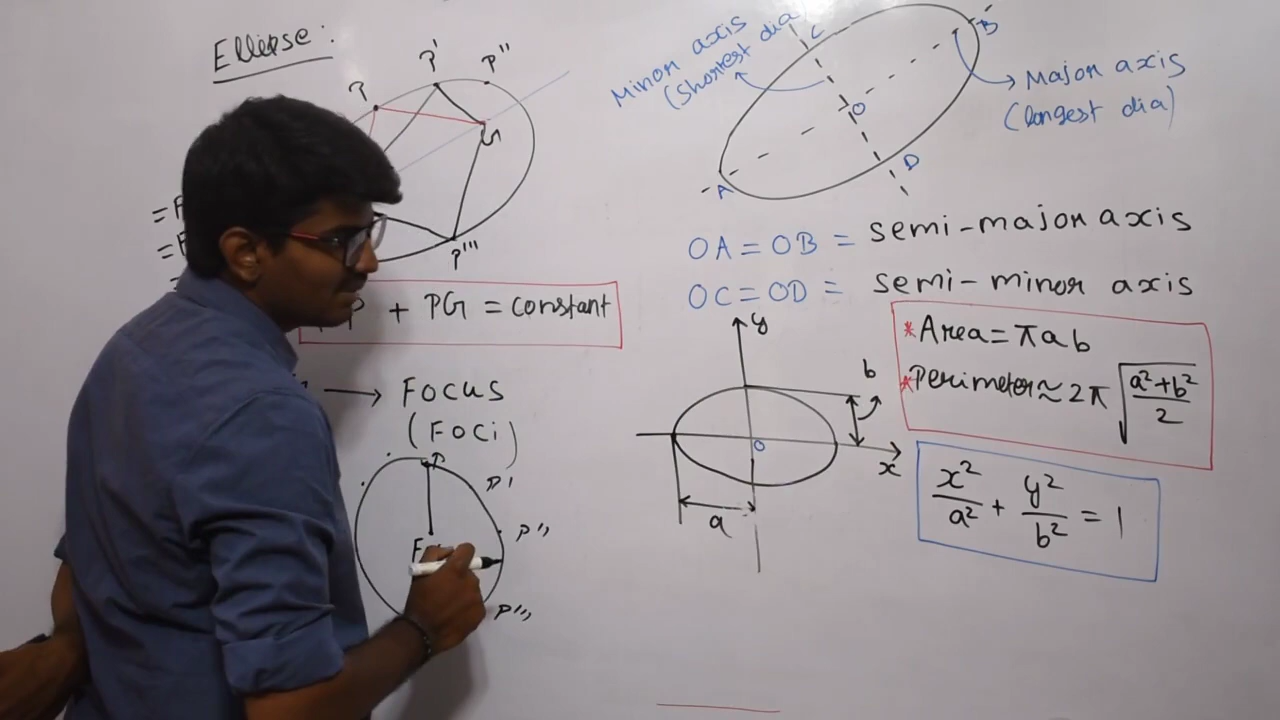 Ellipse:
P
P'
P"
G
P'''
= F
= F
P + PG = constant
→ Focus
(Foci)
P
P'
P"
P'''
F
Minor axis
(Shortest dia
C
B
O
A
D
→ Major axis
(longest dia)
OA = OB = semi-major axis
OC = OD = semi-minor axis
y
b
O
x
a
* Area = πab
* Perimeter ≈ 2π √((a²+b²)/2)
x²/a² + y²/b² = 1